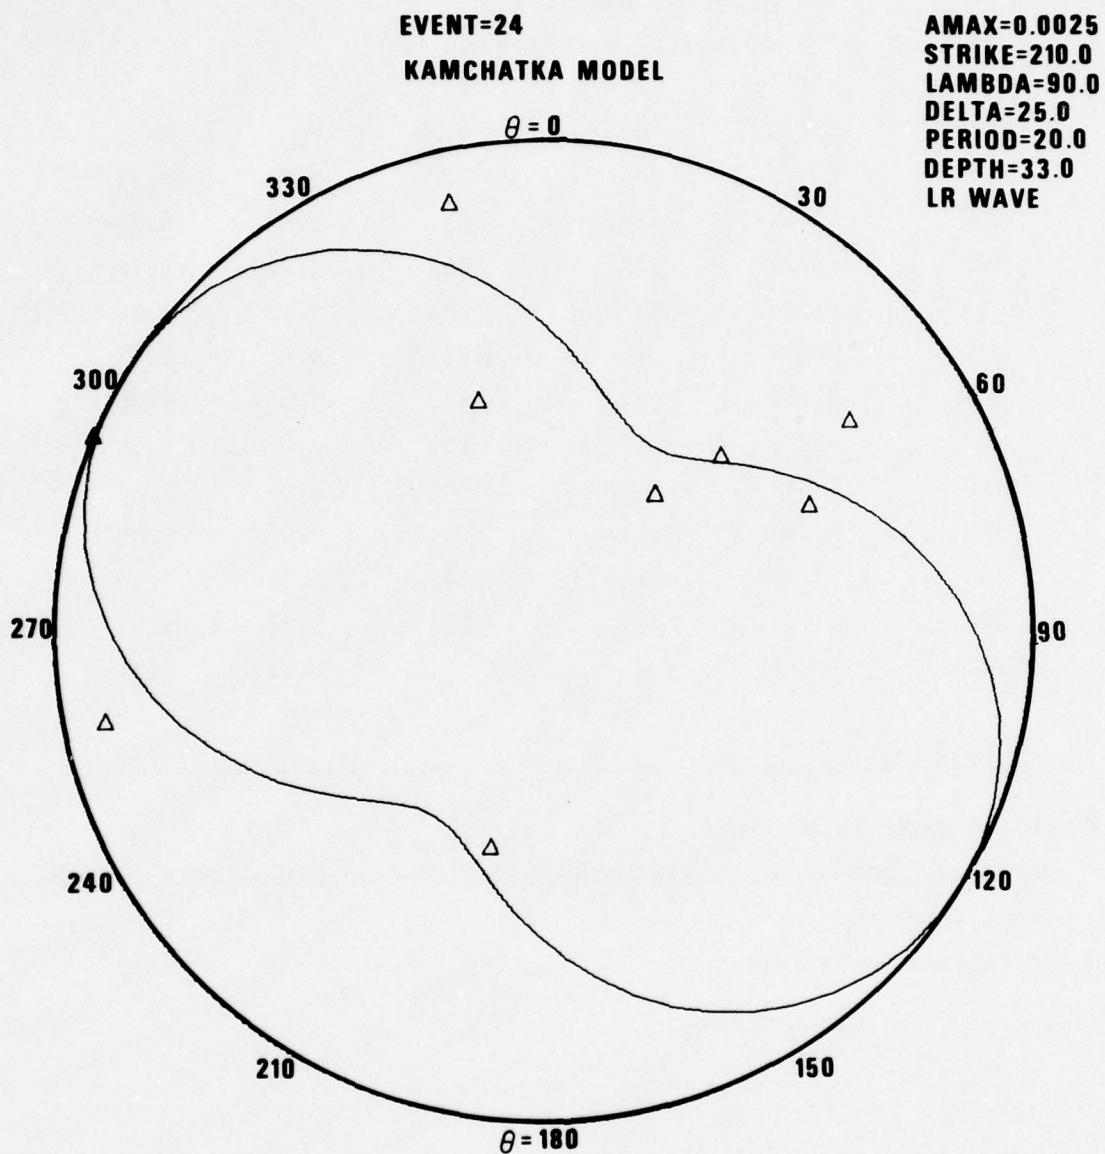 EVENT=24
KAMCHATKA MODEL
AMAX=0.0025
STRIKE=210.0
LAMBDA=90.0
DELTA=25.0
PERIOD=20.0
DEPTH=33.0
LR WAVE
θ = 0
330
30
300
60
270
90
240
120
210
150
θ = 180